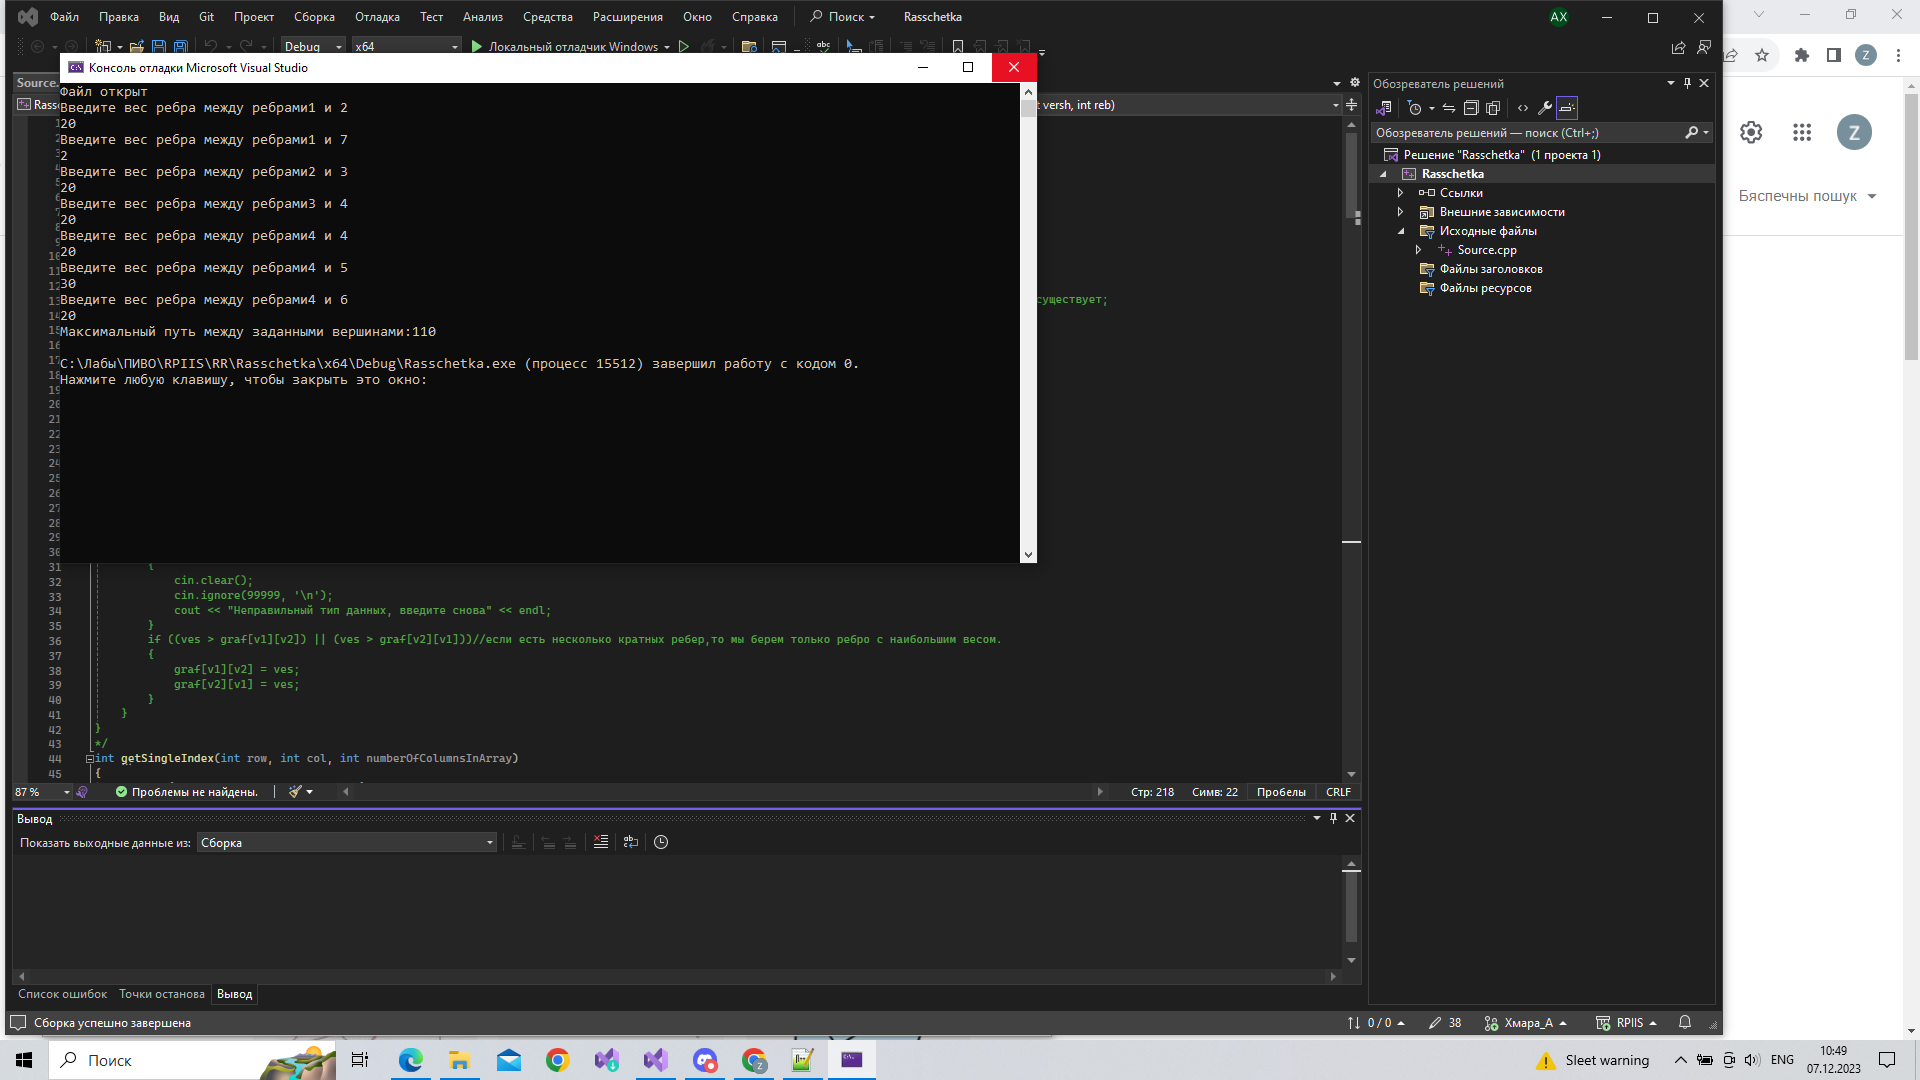 Файл Правка Вид Git Проект Сборка Отладка Тест Анализ Средства Расширения Окно Справка Поиск Rasschetka AX
Debug x64 Локальный отладчик Windows
Консоль отладки Microsoft Visual Studio
Source.
Rass
t versh, int reb)
Файл открыт
Введите вес ребра между ребрами1 и 2
20
Введите вес ребра между ребрами1 и 7
2
Введите вес ребра между ребрами2 и 3
20
Введите вес ребра между ребрами3 и 4
20
Введите вес ребра между ребрами4 и 4
20
Введите вес ребра между ребрами4 и 5
30
Введите вес ребра между ребрами4 и 6
20
Максимальный путь между заданными вершинами:110
C:\Лабы\ПИВО\RPIIS\RR\Rasschetka\x64\Debug\Rasschetka.exe (процесс 15512) завершил работу с кодом 0.
Нажмите любую клавишу, чтобы закрыть это окно:
существует;
31 {
32 cin.clear();
33 cin.ignore(99999, '\n');
34 cout << "Неправильный тип данных, введите снова" << endl;
35 }
36 if ((ves > graf[v1][v2]) || (ves > graf[v2][v1]))//если есть несколько кратных ребер,то мы берем только ребро с наибольшим весом.
37 {
38 graf[v1][v2] = ves;
39 graf[v2][v1] = ves;
40 }
41 }
42 }
43 */
44 int getSingleIndex(int row, int col, int numberOfColumnsInArray)
45 {
87 % Проблемы не найдены. Стр: 218 Симв: 22 Пробелы CRLF
Вывод
Показать выходные данные из: Сборка
Список ошибок Точки останова Вывод
Сборка успешно завершена 0 / 0 38 Хмара_А RPIIS
Обозреватель решений
Обозреватель решений — поиск (Ctrl+;)
Решение "Rasschetka" (1 проекта 1)
Rasschetka
Ссылки
Внешние зависимости
Исходные файлы
Source.cpp
Файлы заголовков
Файлы ресурсов
Z
Z
Бяспечны пошук
Поиск
Sleet warning ENG 10:49
07.12.2023